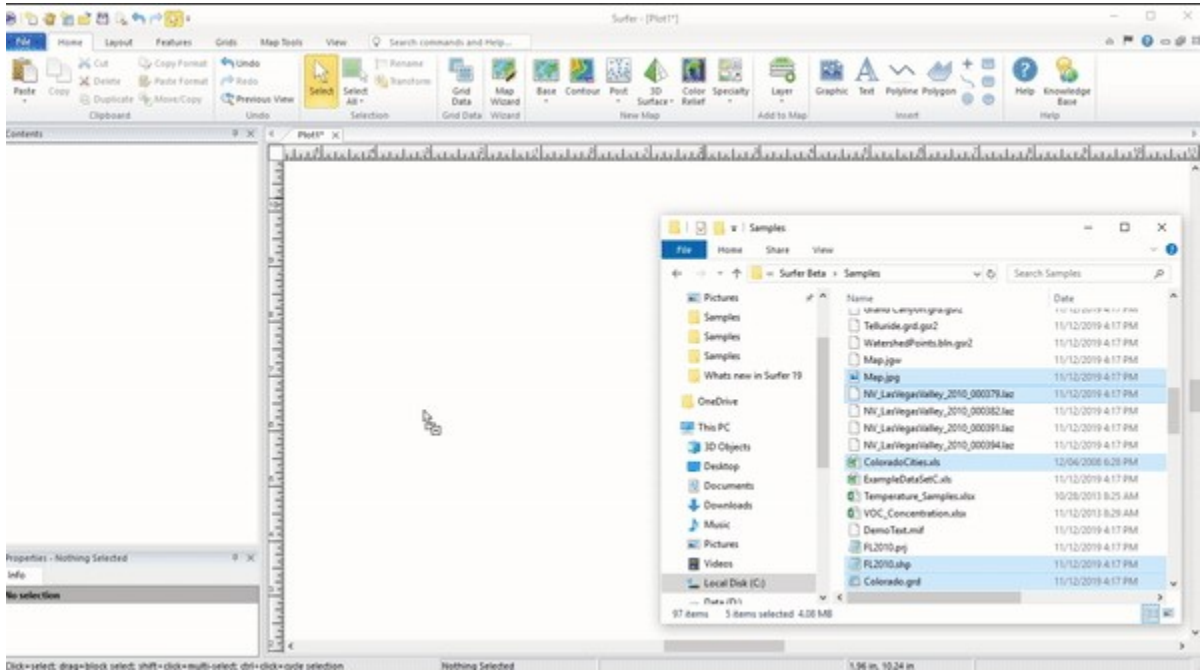 Surfer - [Plot1*]
File Home Layout Features Grids Map Tools View Search commands and Help...
Paste Copy Cut Delete Duplicate Copy Format Paste Format Move/Copy
Undo Redo Previous View
Select Select All Rename Transform
Grid Data Map Wizard Base Contour Post 3D Surface Color Relief Specialty Layer Graphic Text Polyline Polygon Help Knowledge Base
Clipboard Undo Selection Grid Data Wizard New Map Add to Map Insert Help
Contents Plot1*
Samples
File Home Share View
Surfer Beta Samples Search Samples
Pictures
Samples
Samples
Samples
Whats new in Surfer 19
OneDrive
This PC
3D Objects
Desktop
Documents
Downloads
Music
Pictures
Videos
Local Disk (C:)
Data (D:)
Name Date
Telluride.grd.gsr2 11/12/2019 4:17 PM
WatershedPoints.bln.gsr2 11/12/2019 4:17 PM
Map.jgw 11/12/2019 4:17 PM
Map.jpg 11/12/2019 4:17 PM
NV_LasVegasValley_2010_000379.laz 11/12/2019 4:17 PM
NV_LasVegasValley_2010_000382.laz 11/12/2019 4:17 PM
NV_LasVegasValley_2010_000391.laz 11/12/2019 4:17 PM
NV_LasVegasValley_2010_000394.laz 11/12/2019 4:17 PM
ColoradoCities.xls 12/04/2008 6:28 PM
ExampleDataSetC.xls 11/12/2019 4:17 PM
Temperature_Samples.xlsx 10/28/2013 8:25 AM
VOC_Concentration.xlsx 11/12/2013 8:29 AM
DemoText.mif 11/12/2019 4:17 PM
FL2010.prj 11/12/2019 4:17 PM
FL2010.shp 11/12/2019 4:17 PM
Colorado.grd 11/12/2019 4:17 PM
97 items 5 items selected 4.08 MB
Properties - Nothing Selected
Info
No selection
Click=select; drag=block select; shift+click=multi-select; ctrl+click=cycle selection Nothing Selected 1.96 in, 10.24 in